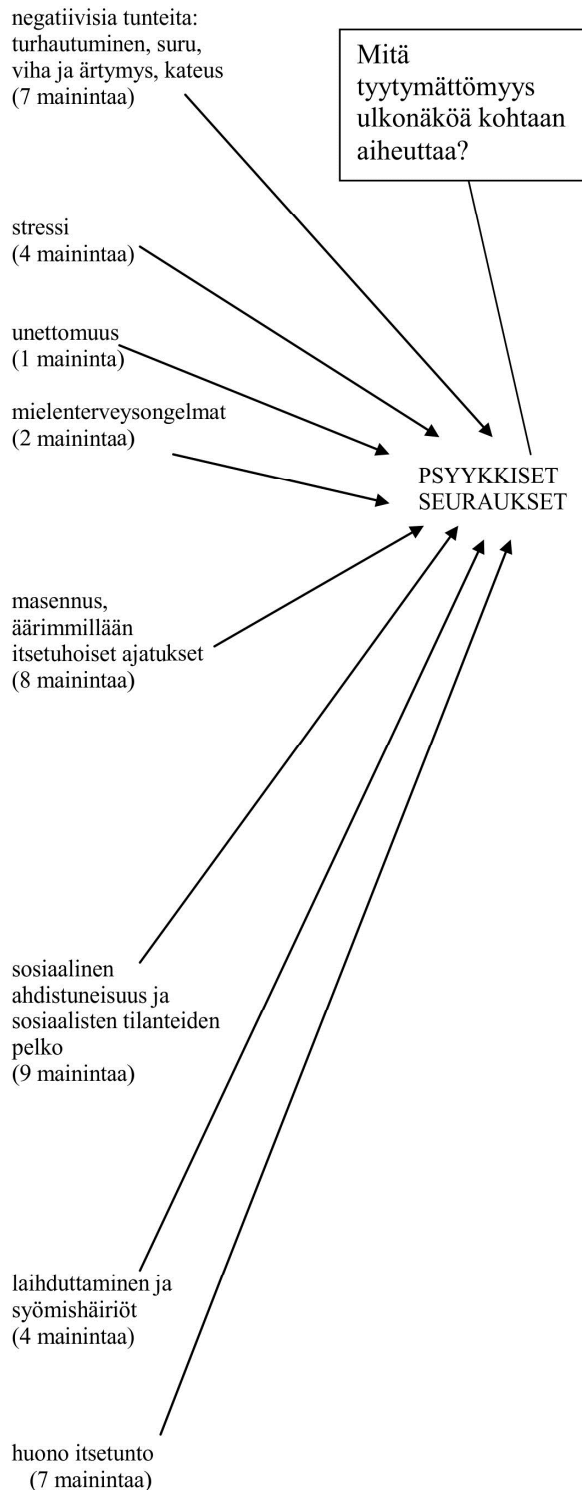 negatiivisia tunteita:
turhautuminen, suru,
viha ja ärtymys, kateus
(7 mainintaa)
Mitä
tyytymättömyys
ulkonäköä kohtaan
aiheuttaa?
stressi
(4 mainintaa)
unettomuus
(1 maininta)
mielenterveysongelmat
(2 mainintaa)
PSYYKKISET
SEURAUKSET
masennus,
äärimmillään
itsetuhoiset ajatukset
(8 mainintaa)
sosiaalinen
ahdistuneisuus ja
sosiaalisten tilanteiden
pelko
(9 mainintaa)
laihduttaminen ja
syömishäiriöt
(4 mainintaa)
huono itsetunto
(7 mainintaa)